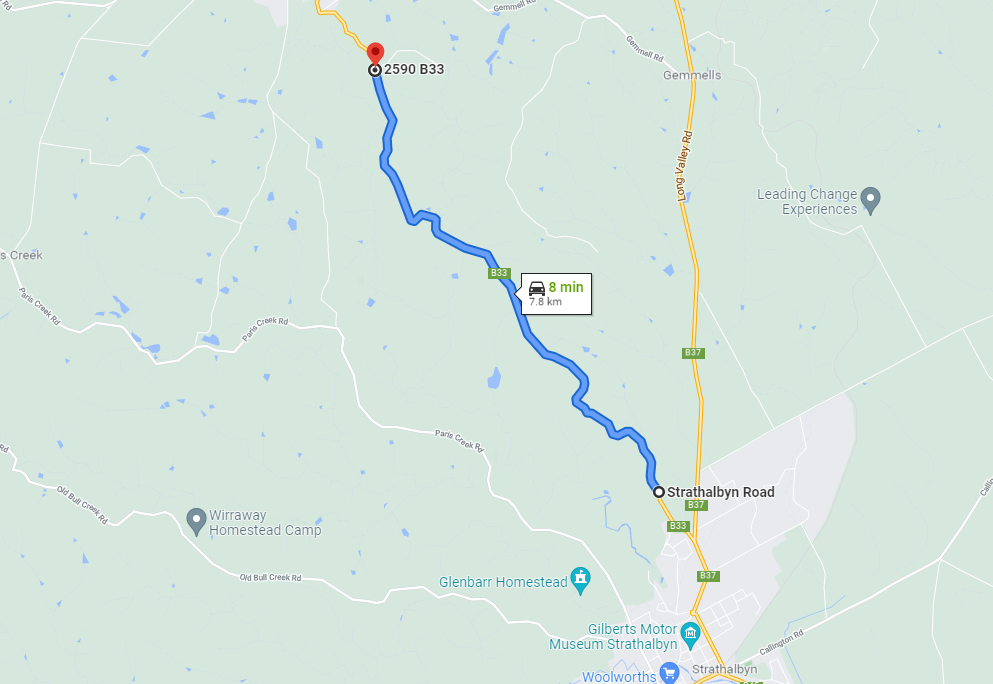 Rd
Gemmell Rd
Gemmell Rd
2590 B33
Gemmells
Long Valley Rd
Leading Change
Experiences
s Creek
B33
8 min
7.8 km
Paris Creek Rd
Paris Creek Rd
B37
Paris Creek Rd
Rd
Old Bull Creek Rd
Strathalbyn Road
B37
B33
Wirraway
Homestead Camp
Old Bull Creek Rd
B37
Glenbarr Homestead
Gilberts Motor
Museum Strathalbyn
Callington Rd
Strathalbyn
Woolworths